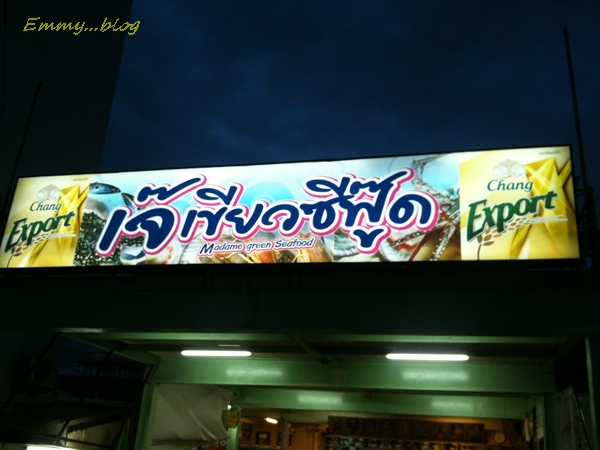 Emmy...blog
Chang
Export
เจ๊เขียวซีฟู๊ด
Madame green Seafood
Chang
Export